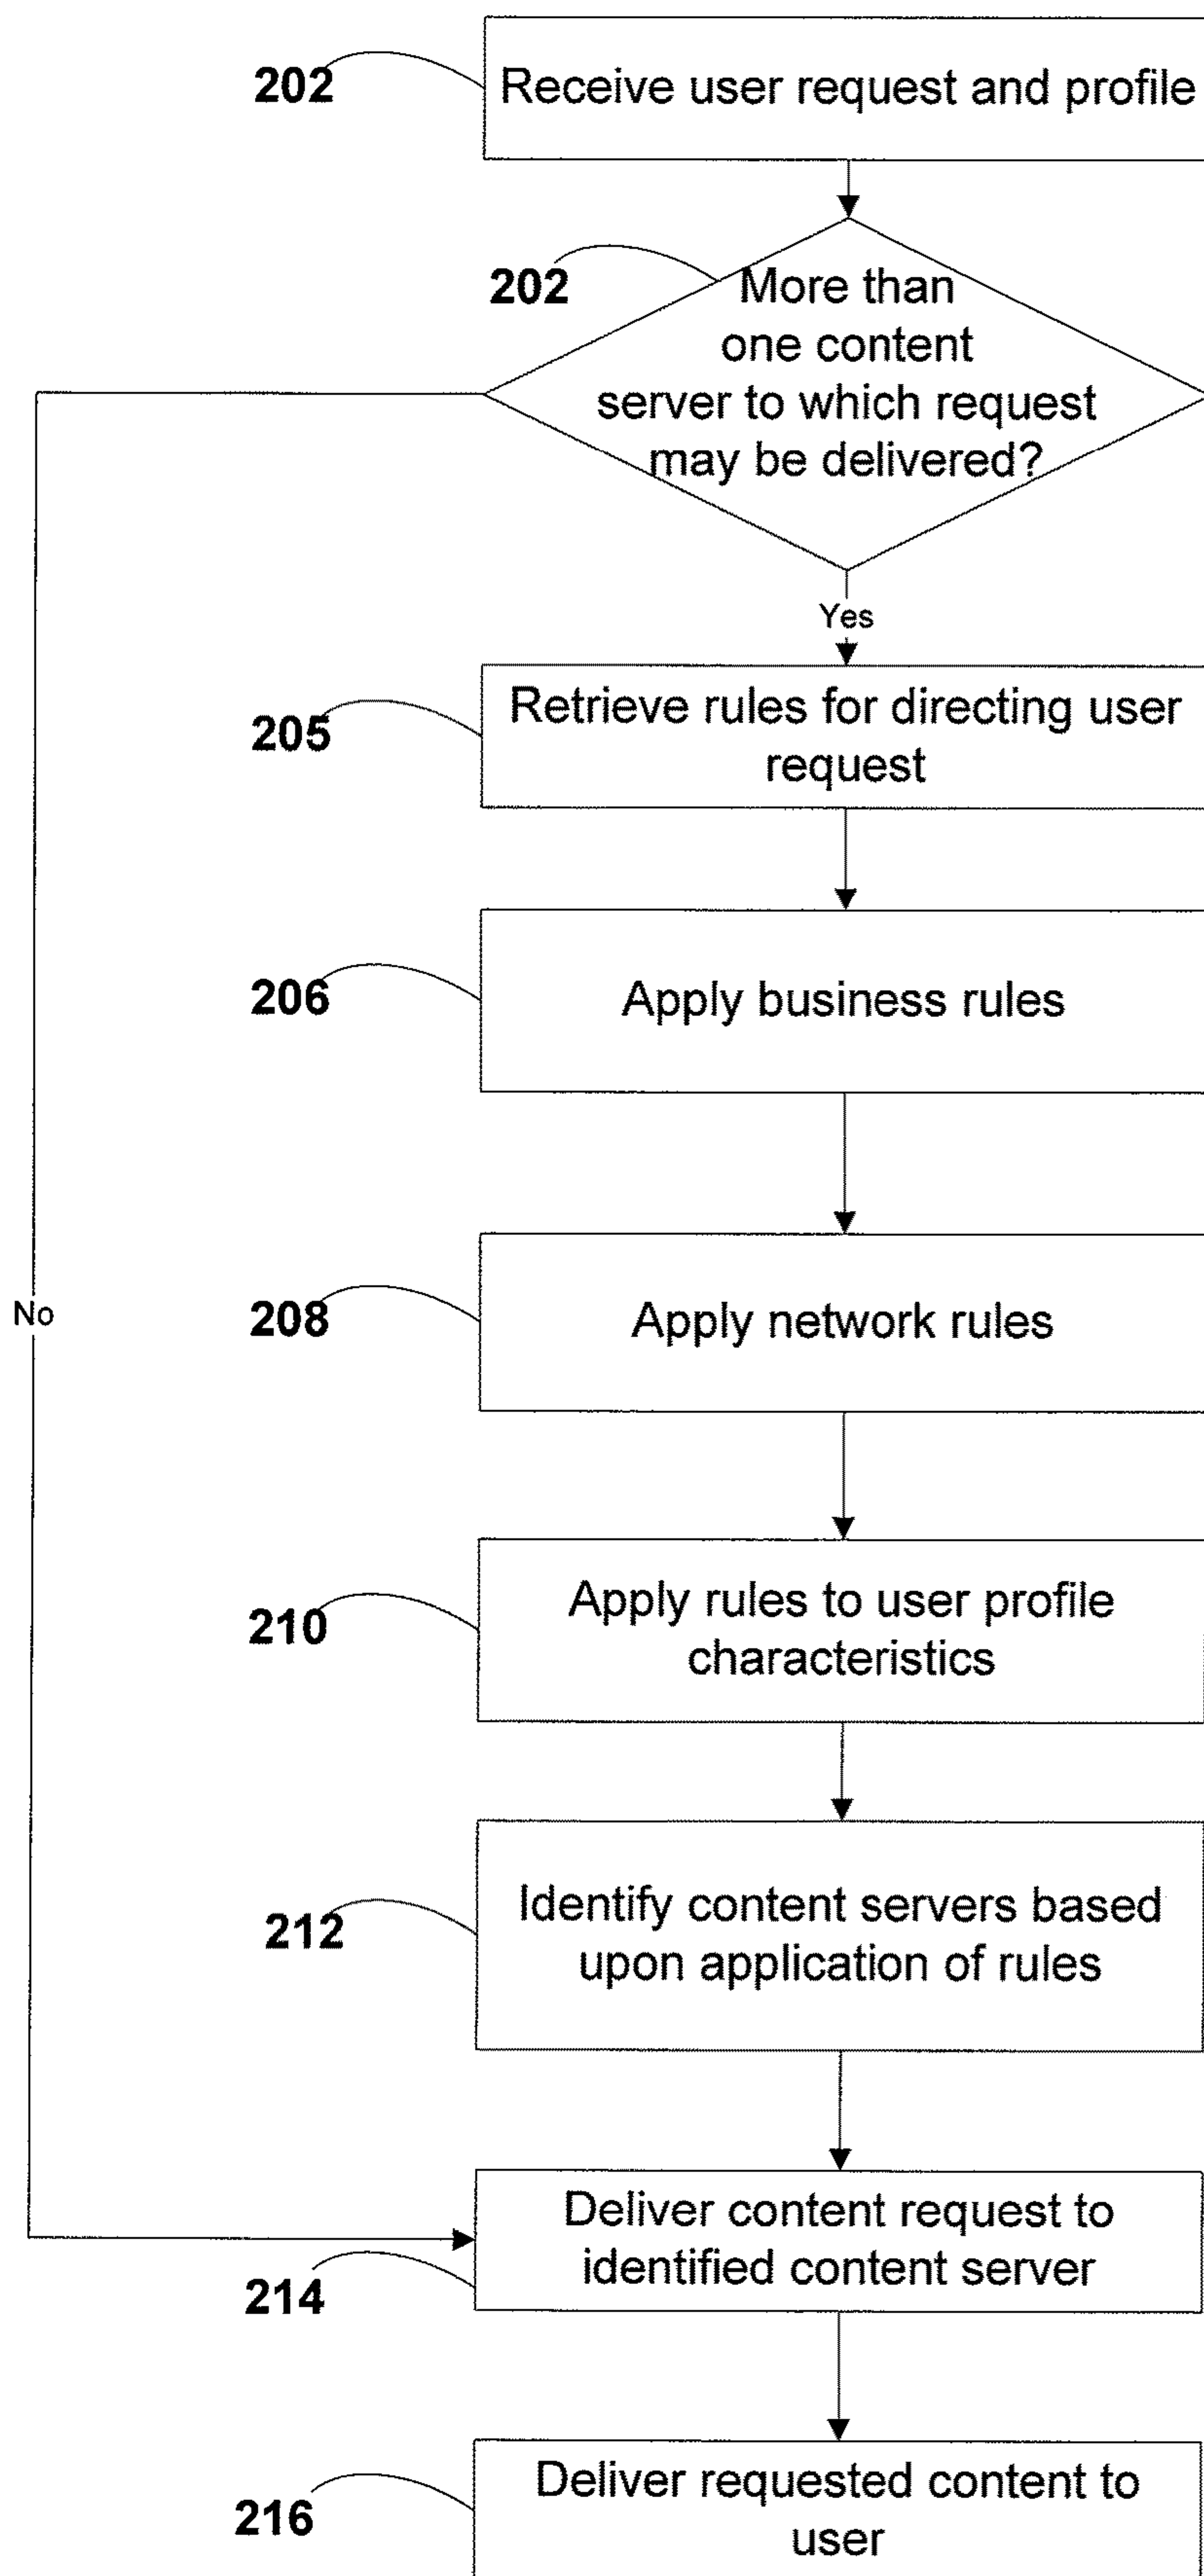 202
Receive user request and profile
202
More than
one content
server to which request
may be delivered?
Yes
205
Retrieve rules for directing user
request
206
Apply business rules
No
208
Apply network rules
210
Apply rules to user profile
characteristics
212
Identify content servers based
upon application of rules
Deliver content request to
identified content server
214
Deliver requested content to
user
216